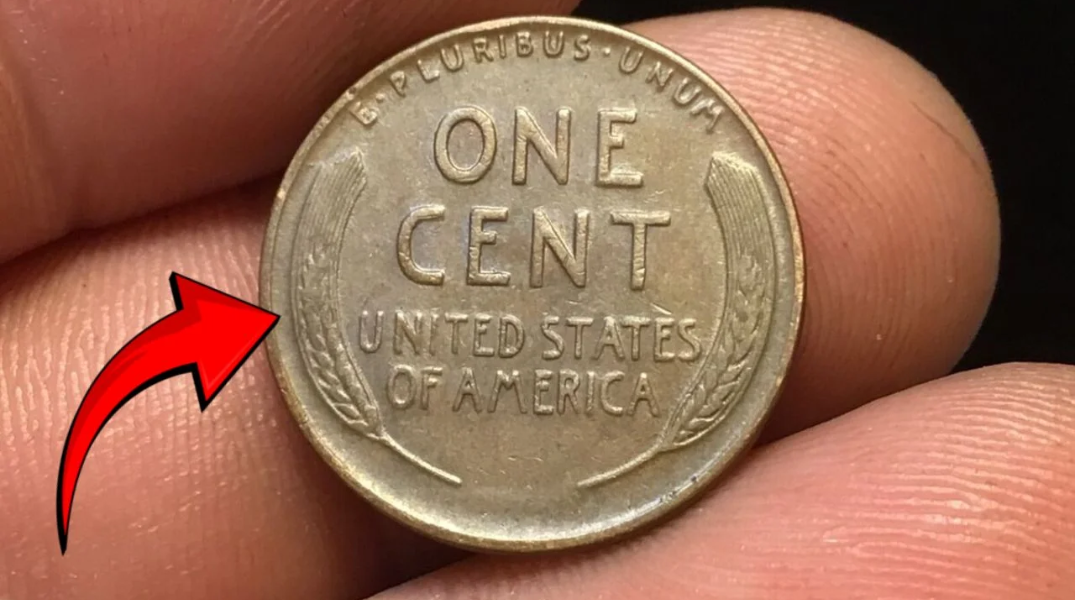 E·PLURIBUS·UNUM
ONE
CENT
UNITED STATES
OF AMERICA